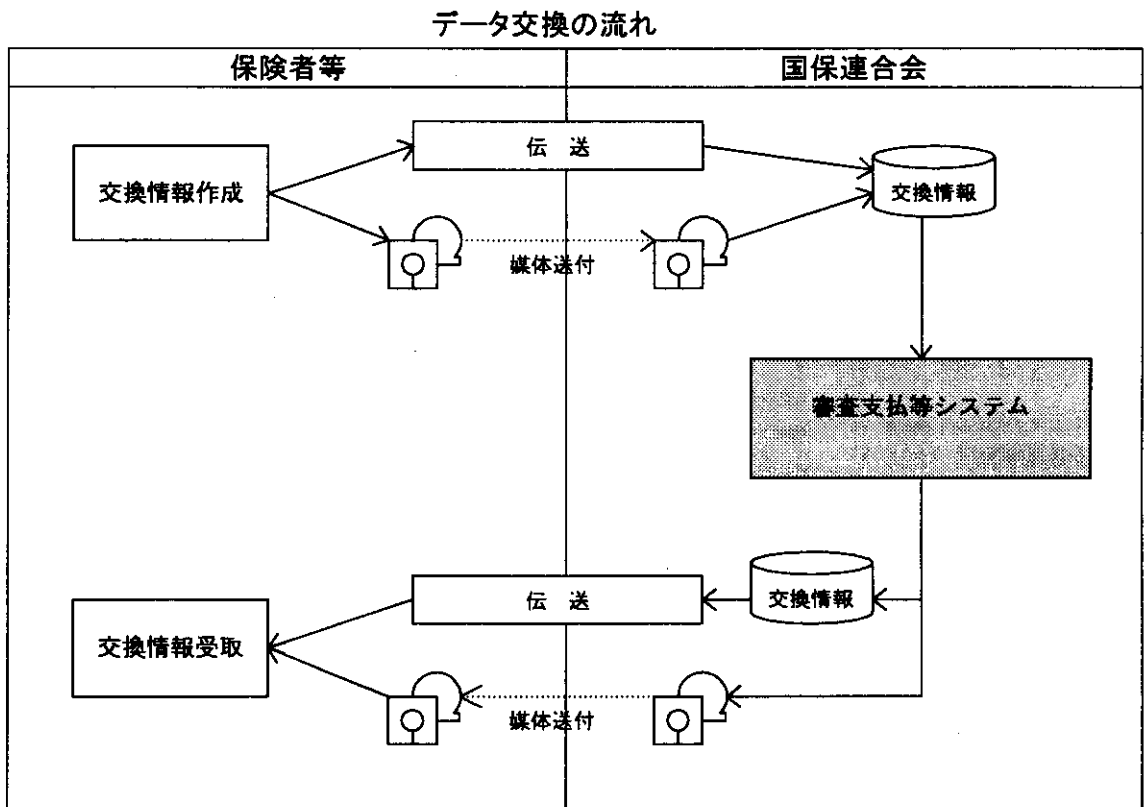 データ交換の流れ
保険者等
国保連合会
伝 送
交換情報作成
交換情報
媒体送付
審査支払等システム
伝 送
交換情報
交換情報受取
媒体送付